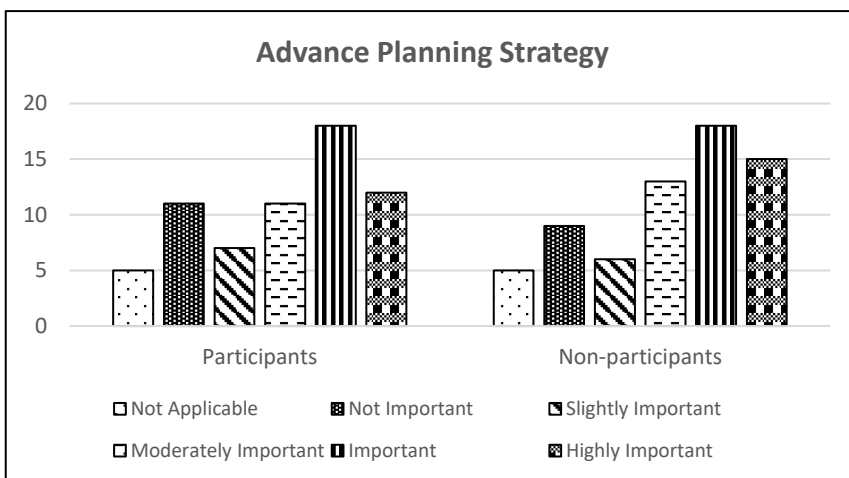 Advance Planning Strategy
20
15
10
5
0
Participants Non-participants
Not Applicable Not Important Slightly Important
Moderately Important Important Highly Important